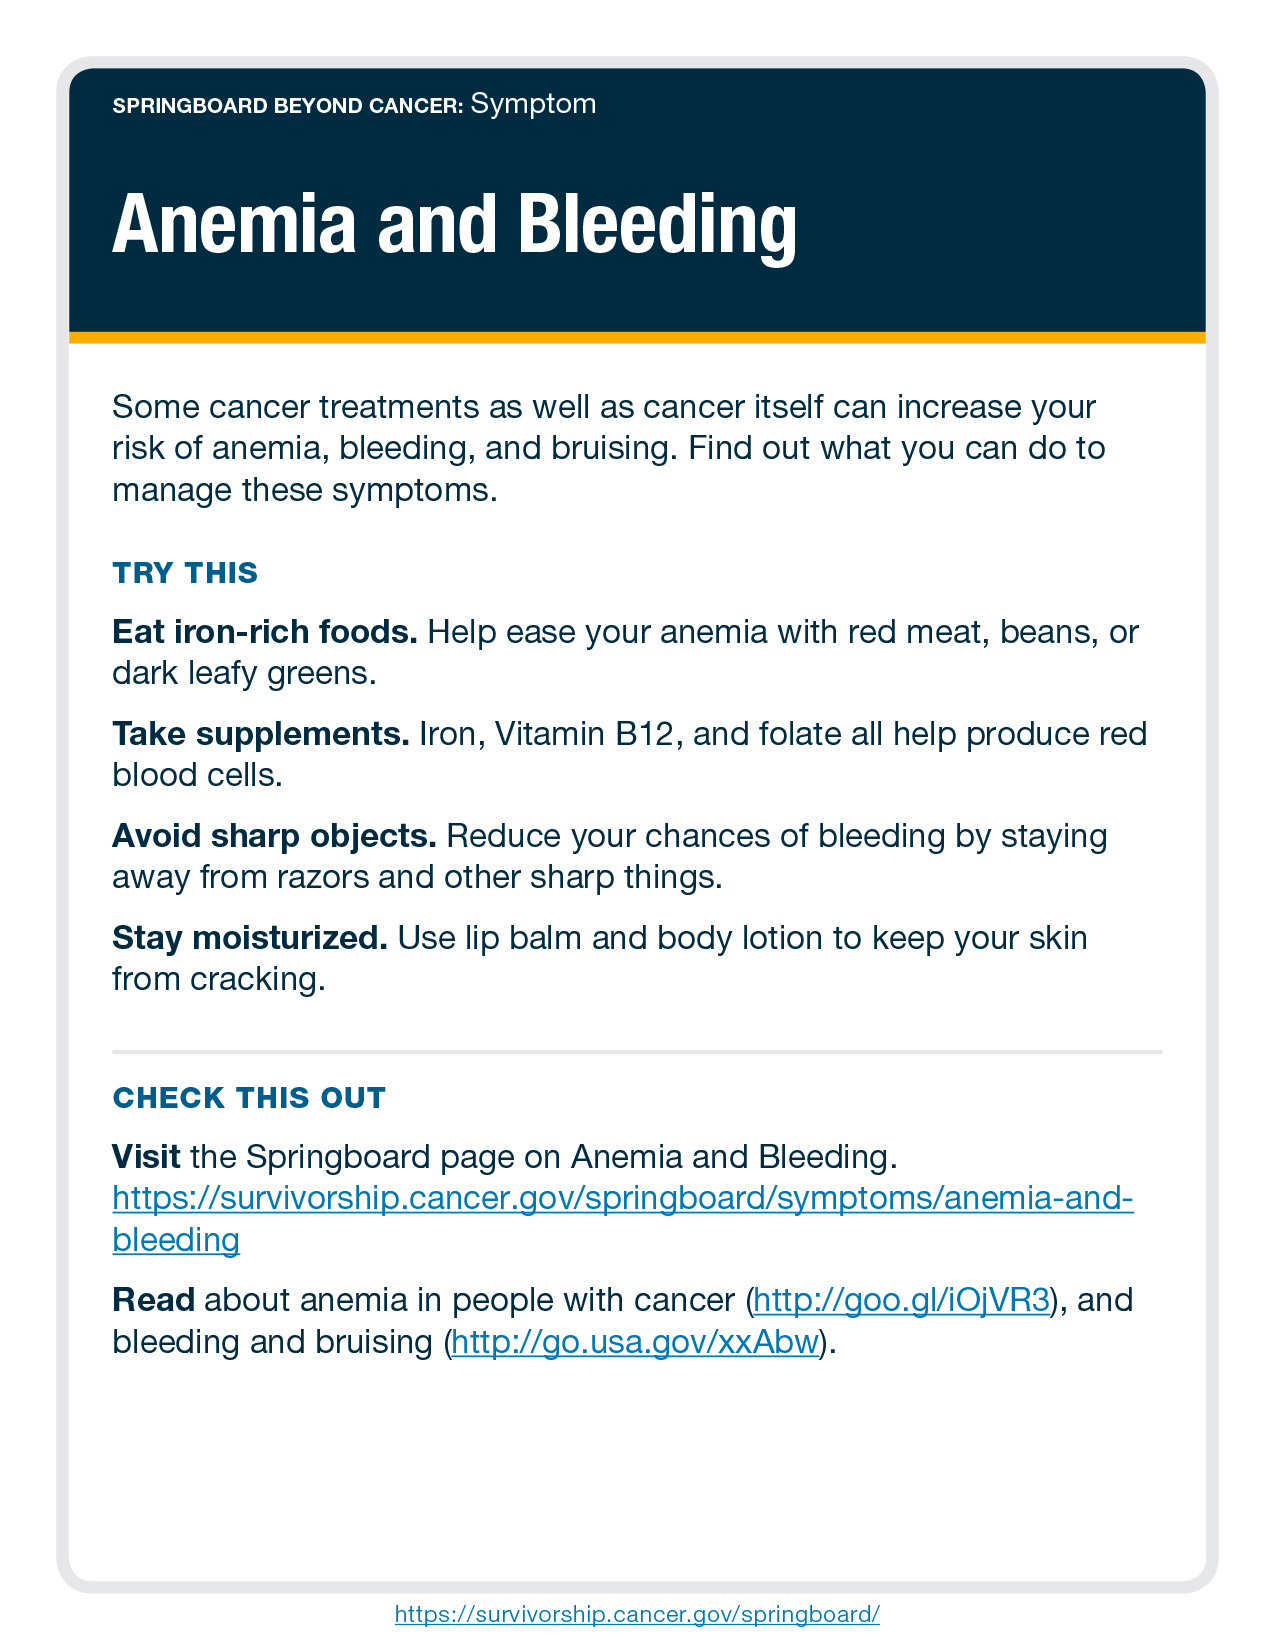 SPRINGBOARD BEYOND CANCER: Symptom
Anemia and Bleeding
Some cancer treatments as well as cancer itself can increase your
risk of anemia, bleeding, and bruising. Find out what you can do to
manage these symptoms.
TRY THIS
Eat iron-rich foods. Help ease your anemia with red meat, beans, or
dark leafy greens.
Take supplements. Iron, Vitamin B12, and folate all help produce red
blood cells.
Avoid sharp objects. Reduce your chances of bleeding by staying
away from razors and other sharp things.
Stay moisturized. Use lip balm and body lotion to keep your skin
from cracking.
CHECK THIS OUT
Visit the Springboard page on Anemia and Bleeding.
https://survivorship.cancer.gov/springboard/symptoms/anemia-and-
bleeding
Read about anemia in people with cancer (http://goo.gl/iOjVR3), and
bleeding and bruising (http://go.usa.gov/xxAbw).
https://survivorship.cancer.gov/springboard/